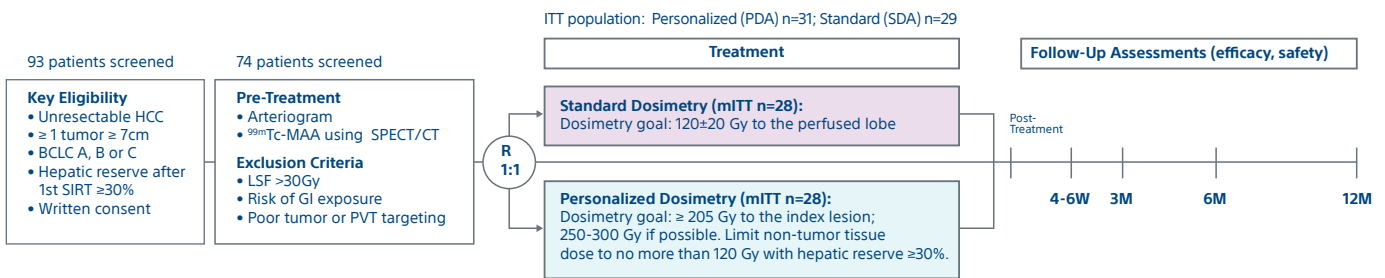 ITT population: Personalized (PDA) n=31; Standard (SDA) n=29
93 patients screened
Key Eligibility
• Unresectable HCC
• ≥ 1 tumor ≥ 7cm
• BCLC A, B or C
• Hepatic reserve after
1st SIRT ≥30%
• Written consent
74 patients screened
Pre-Treatment
• Arteriogram
• ⁹⁹ᵐTc-MAA using SPECT/CT
Exclusion Criteria
• LSF >30Gy
• Risk of GI exposure
• Poor tumor or PVT targeting
R
1:1
Treatment
Standard Dosimetry (mITT n=28):
Dosimetry goal: 120±20 Gy to the perfused lobe
Personalized Dosimetry (mITT n=28):
Dosimetry goal: ≥ 205 Gy to the index lesion;
250-300 Gy if possible. Limit non-tumor tissue
dose to no more than 120 Gy with hepatic reserve ≥30%.
Follow-Up Assessments (efficacy, safety)
Post-
Treatment
4-6W 3M 6M 12M